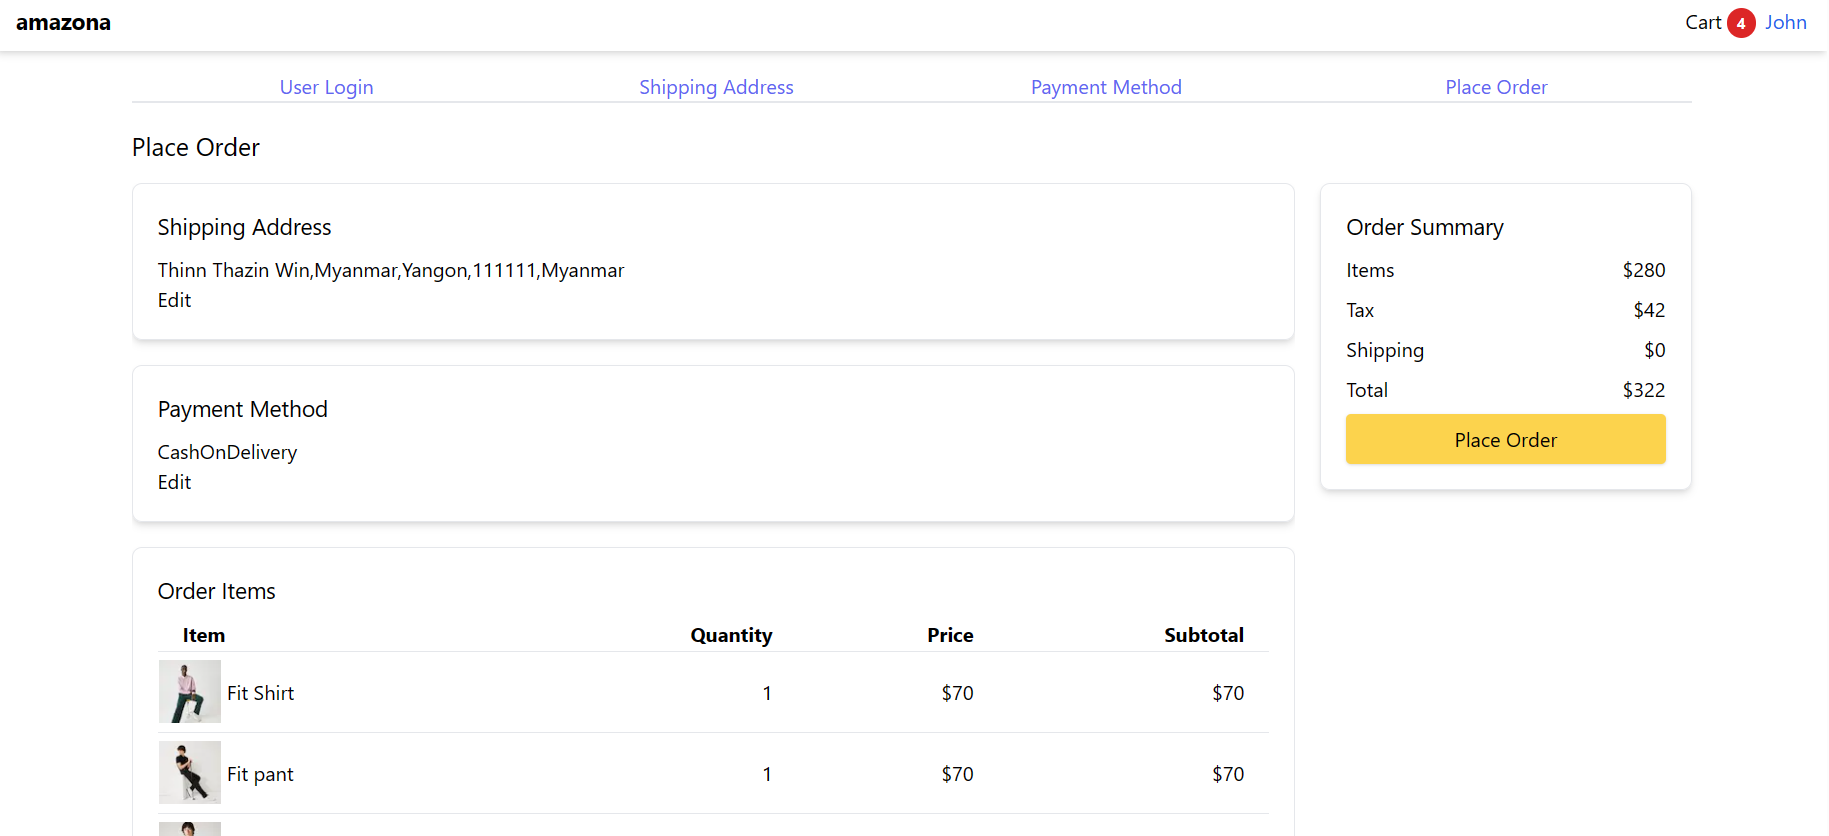 amazona
Cart 4 John
User Login Shipping Address Payment Method Place Order
Place Order
Shipping Address
Thinn Thazin Win,Myanmar,Yangon,111111,Myanmar
Edit
Payment Method
CashOnDelivery
Edit
Order Items
Item Quantity Price Subtotal
Fit Shirt 1 $70 $70
Fit pant 1 $70 $70
Order Summary
Items $280
Tax $42
Shipping $0
Total $322
Place Order